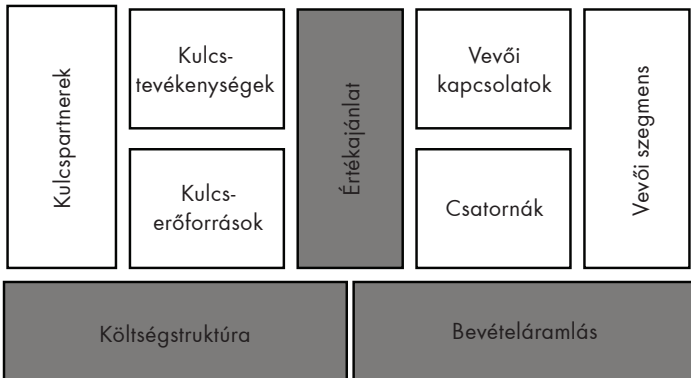 Kulcspartnerek
Kulcs-
tevékenységek
Kulcs-
erőforrások
Értékajánlat
Vevői
kapcsolatok
Csatornák
Vevői szegmens
Költségstruktúra
Bevételáramlás